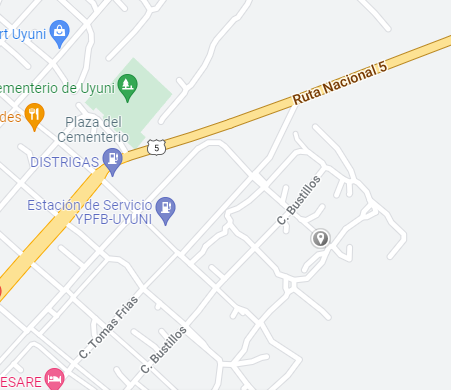 rt Uyuni
ementerio de Uyuni
des
Plaza del
Cementerio
Ruta Nacional 5
5
DISTRIGAS
Estación de Servicio
YPFB-UYUNI
C. Bustillos
C. Tomas Frias
C. Bustillos
ESARE